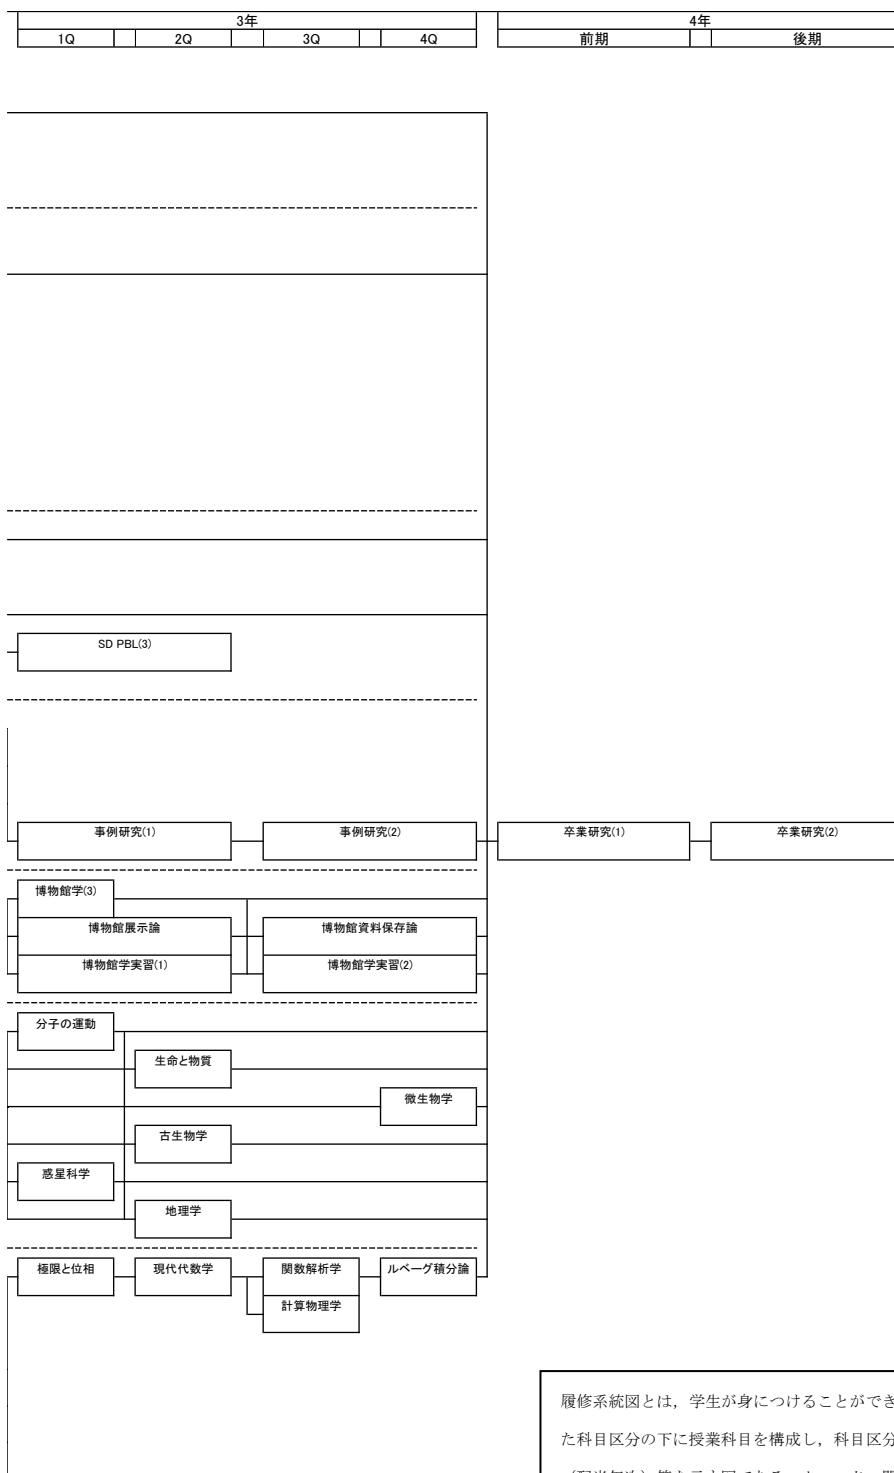 3年
4年
1Q
2Q
3Q
4Q
前期
後期
SD PBL(3)
事例研究(1)
事例研究(2)
卒業研究(1)
卒業研究(2)
博物館学(3)
博物館展示論
博物館資料保存論
博物館学実習(1)
博物館学実習(2)
分子の運動
生命と物質
微生物学
古生物学
惑星科学
地理学
極限と位相
現代代数学
関数解析学
ルベーグ積分論
計算物理学
履修系統図とは，学生が身につけることができ
た科目区分の下に授業科目を構成し，科目区分